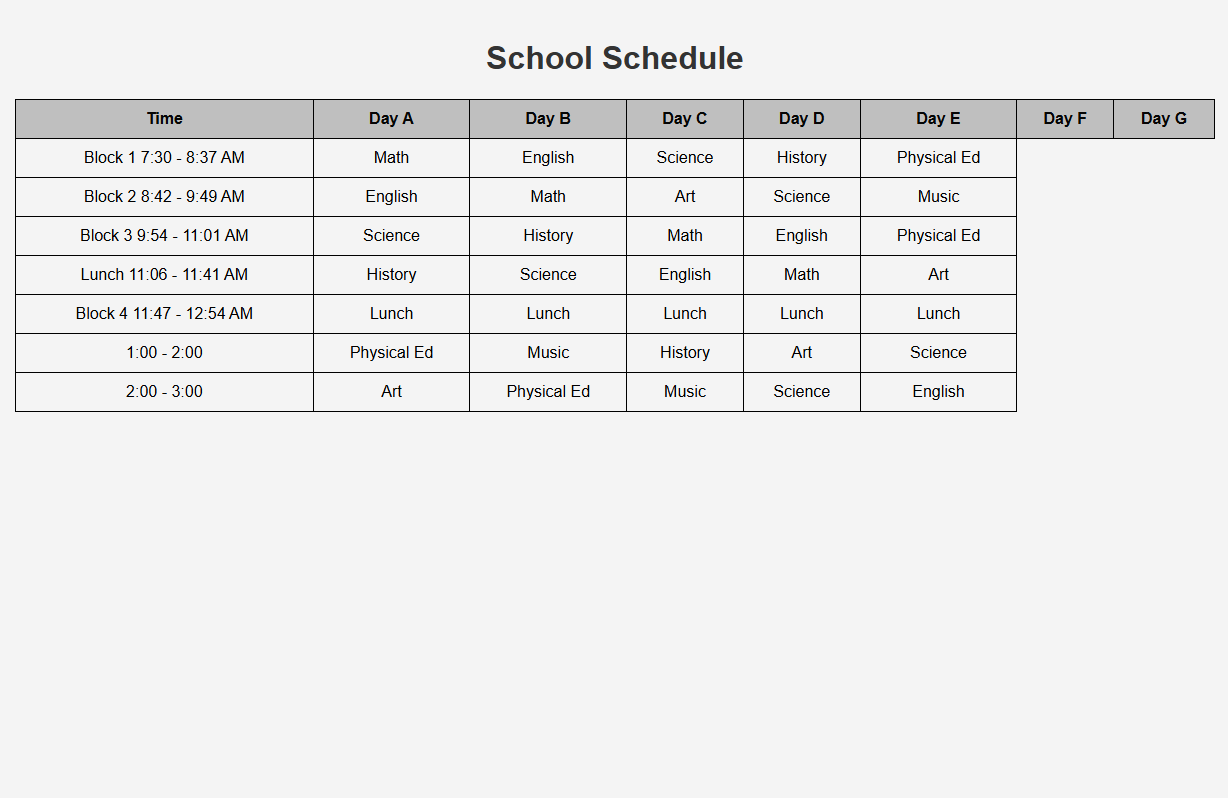 School Schedule
Time Day A Day B Day C Day D Day E Day F Day G
Block 1 7:30 - 8:37 AM Math English Science History Physical Ed
Block 2 8:42 - 9:49 AM English Math Art Science Music
Block 3 9:54 - 11:01 AM Science History Math English Physical Ed
Lunch 11:06 - 11:41 AM History Science English Math Art
Block 4 11:47 - 12:54 AM Lunch Lunch Lunch Lunch Lunch
1:00 - 2:00 Physical Ed Music History Art Science
2:00 - 3:00 Art Physical Ed Music Science English